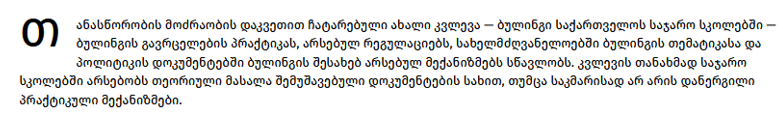 თანასწორობის მოძრაობის დაკვეთით ჩატარებული ახალი კვლევა — ბულინგი საქართველოს საჯარო სკოლებში —
ბულინგის გავრცელების პრაქტიკას, არსებულ რეგულაციებს, სახელმძღვანელოებში ბულინგის თემატიკასა და
პოლიტიკის დოკუმენტებში ბულინგის შესახებ არსებულ მექანიზმებს სწავლობს. კვლევის თანახმად საჯარო
სკოლებში არსებობს თეორიული მასალა შემუშავებული დოკუმენტების სახით, თუმცა საკმარისად არ არის დანერგილი
პრაქტიკული მექანიზმები.